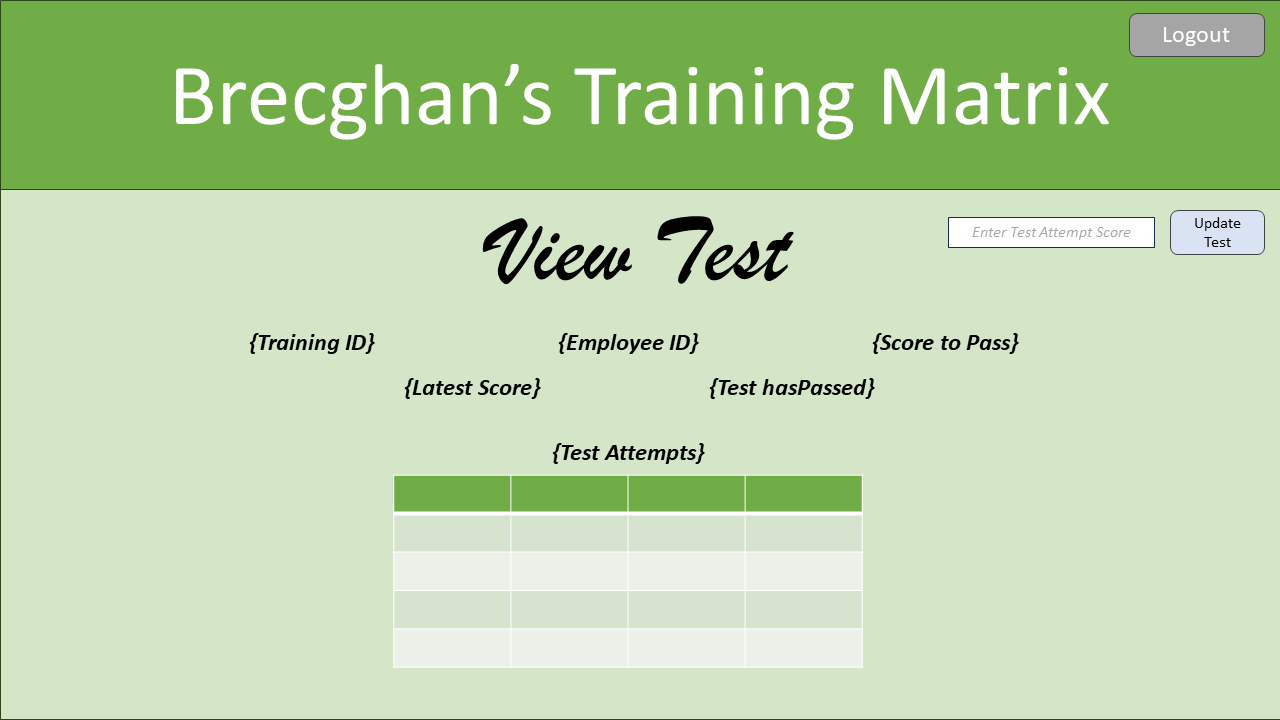 Logout
Brecghan’s Training Matrix
View Test
Enter Test Attempt Score
Update
Test
{Training ID} {Employee ID} {Score to Pass}
{Latest Score} {Test hasPassed}
{Test Attempts}